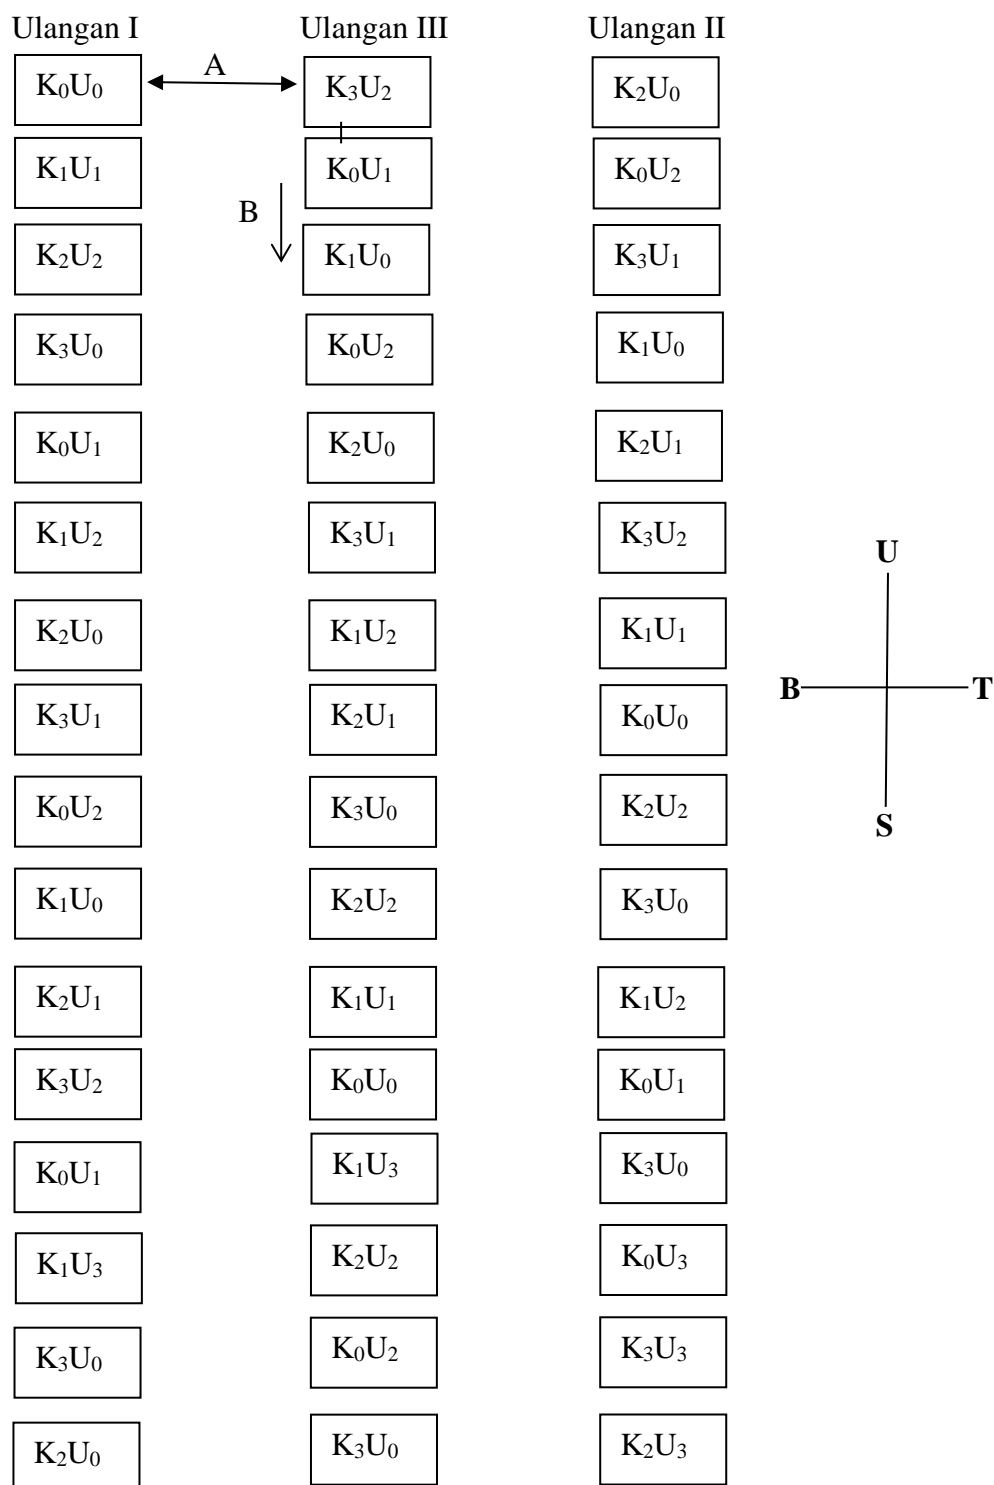 Ulangan I Ulangan III Ulangan II
K0U0 A K3U2 K2U0
K1U1 K0U1 K0U2
B
K2U2 K1U0 K3U1
K3U0 K0U2 K1U0
K0U1 K2U0 K2U1
K1U2 K3U1 K3U2
U
K2U0 K1U2 K1U1
B T
K3U1 K2U1 K0U0
K0U2 K3U0 K2U2
S
K1U0 K2U2 K3U0
K2U1 K1U1 K1U2
K3U2 K0U0 K0U1
K0U1 K1U3 K3U0
K1U3 K2U2 K0U3
K3U0 K0U2 K3U3
K2U0 K3U0 K2U3